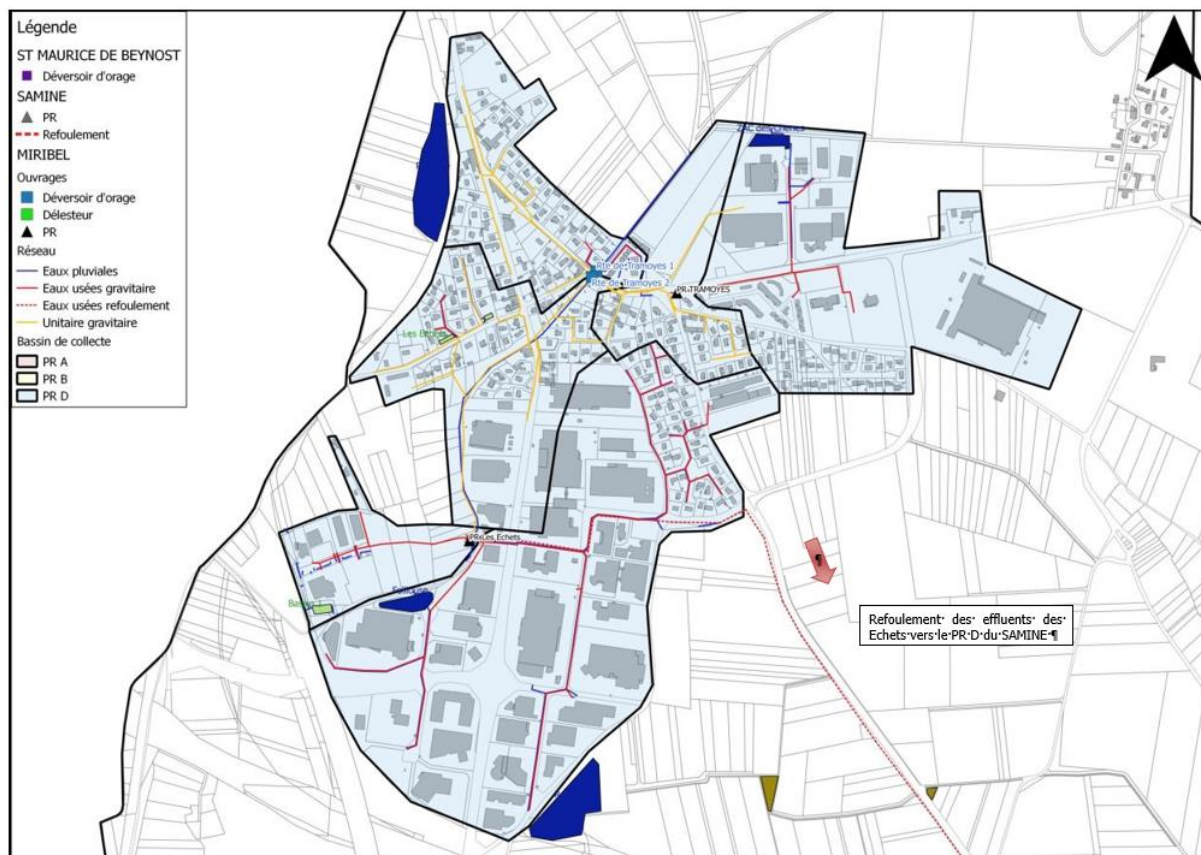 Légende
ST MAURICE DE BEYNOST
Déversoir d'orage
SAMINE
PR
Refoulement
MIRIBEL
Ouvrages
Déversoir d'orage
Délesteur
PR
Réseau
Eaux pluviales
Eaux usées gravitaire
Eaux usées refoulement
Unitaire gravitaire
Bassin de collecte
PR A
PR B
PR D
Rte de Tramoyes 1
Rte de Tramoyes 2
PR-TRAMOYES
Les
PR-Les Echets
Refoulement· des· effluents· des·
Echets·vers·le·PR·D·du·SAMINE·¶